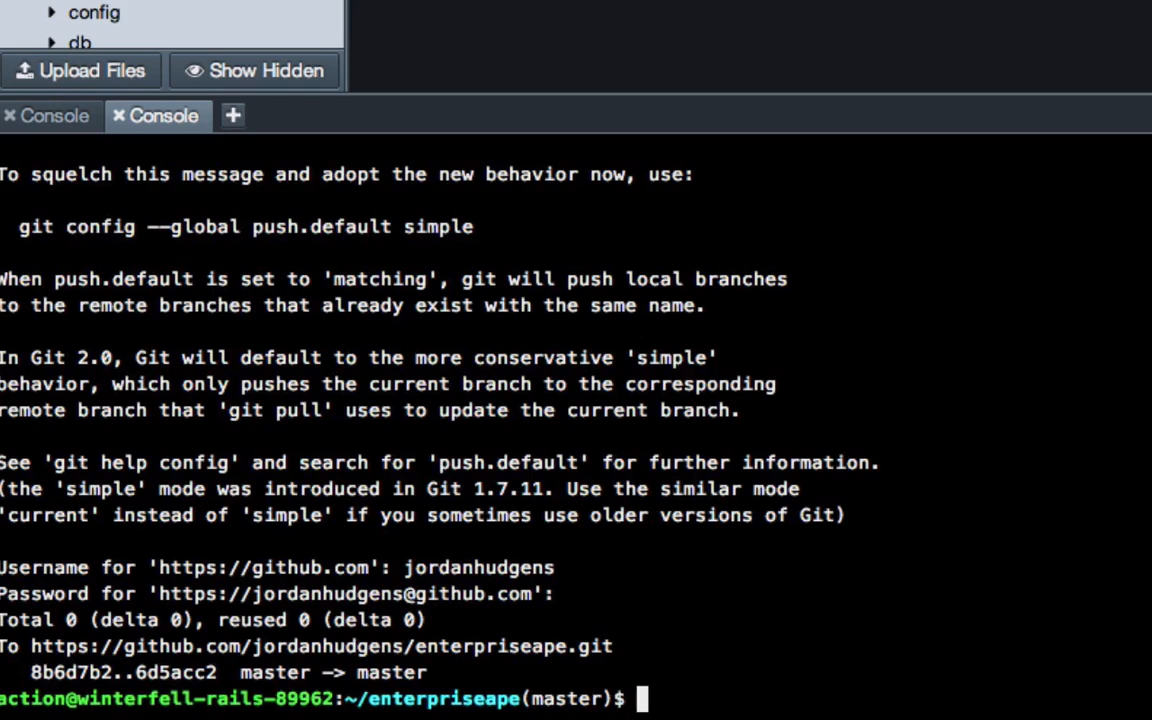 config
db
Upload Files
Show Hidden
Console
Console
To squelch this message and adopt the new behavior now, use:
git config --global push.default simple
When push.default is set to 'matching', git will push local branches
to the remote branches that already exist with the same name.
In Git 2.0, Git will default to the more conservative 'simple'
behavior, which only pushes the current branch to the corresponding
remote branch that 'git pull' uses to update the current branch.
See 'git help config' and search for 'push.default' for further information.
(the 'simple' mode was introduced in Git 1.7.11. Use the similar mode
'current' instead of 'simple' if you sometimes use older versions of Git)
Username for 'https://github.com': jordanhudgens
Password for 'https://jordanhudgens@github.com':
Total 0 (delta 0), reused 0 (delta 0)
To https://github.com/jordanhudgens/enterpriseape.git
8b6d7b2..6d5acc2  master -> master
action@winterfell-rails-89962:~/enterpriseape(master)$